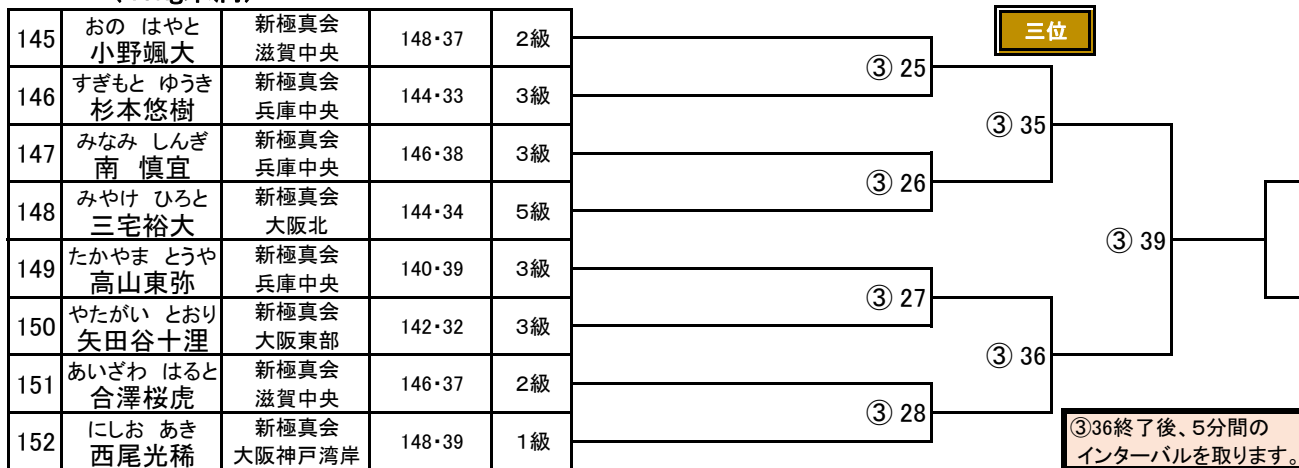 三位
145 おの はやと 新極真会 148・37 2級
小野颯大 滋賀中央
③ 25
146 すぎもと ゆうき 新極真会 144・33 3級
杉本悠樹 兵庫中央
③ 35
147 みなみ しんぎ 新極真会 146・38 3級
南 慎宜 兵庫中央
③ 26
148 みやけ ひろと 新極真会 144・34 5級
三宅裕大 大阪北
③ 39
149 たかやま とうや 新極真会 140・39 3級
高山東弥 兵庫中央
③ 27
150 やたがい とおり 新極真会 142・32 3級
矢田谷十浬 大阪東部
③ 36
151 あいざわ はると 新極真会 146・37 2級
合澤桜虎 滋賀中央
③ 28
152 にしお あき 新極真会 148・39 1級
西尾光稀 大阪神戸湾岸
③36終了後、5分間の
インターバルを取ります。